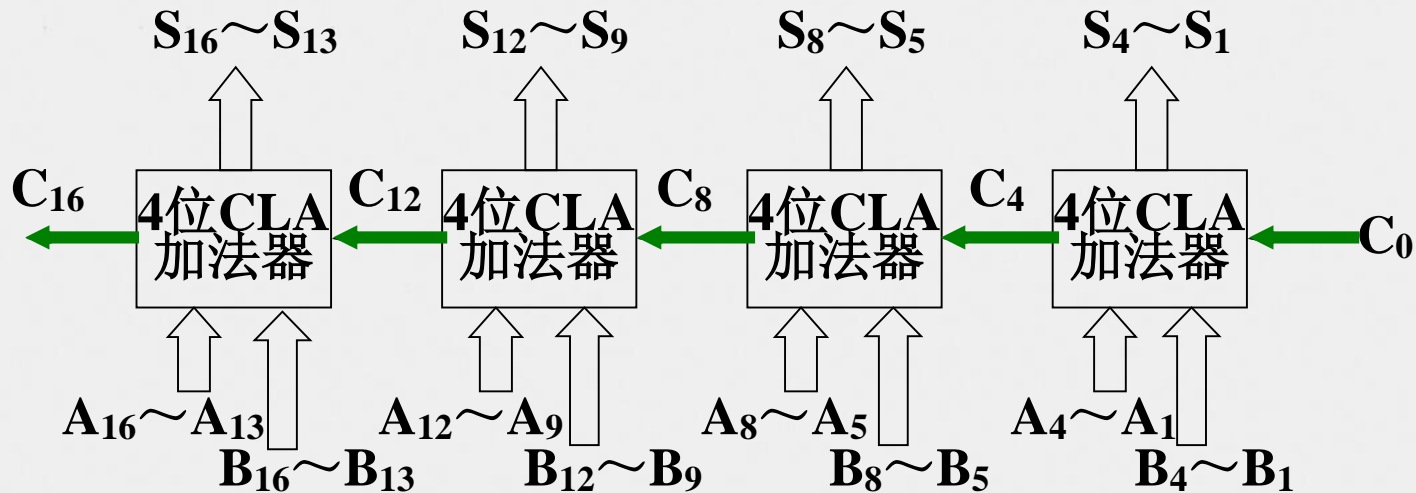 S₁₆～S₁₃ S₁₂～S₉ S₈～S₅ S₄～S₁
C₁₆ 4位CLA C₁₂ 4位CLA C₈ 4位CLA C₄ 4位CLA
加法器 加法器 加法器 加法器 C₀
A₁₆～A₁₃ A₁₂～A₉ A₈～A₅ A₄～A₁
B₁₆～B₁₃ B₁₂～B₉ B₈～B₅ B₄～B₁